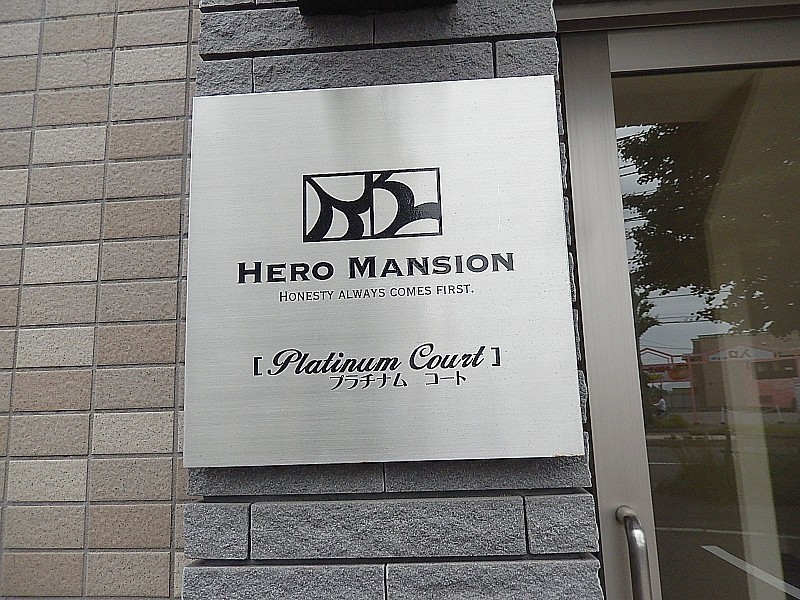 HERO MANSION
HONESTY ALWAYS COMES FIRST.
[Platinum Court]
プラチナム コート